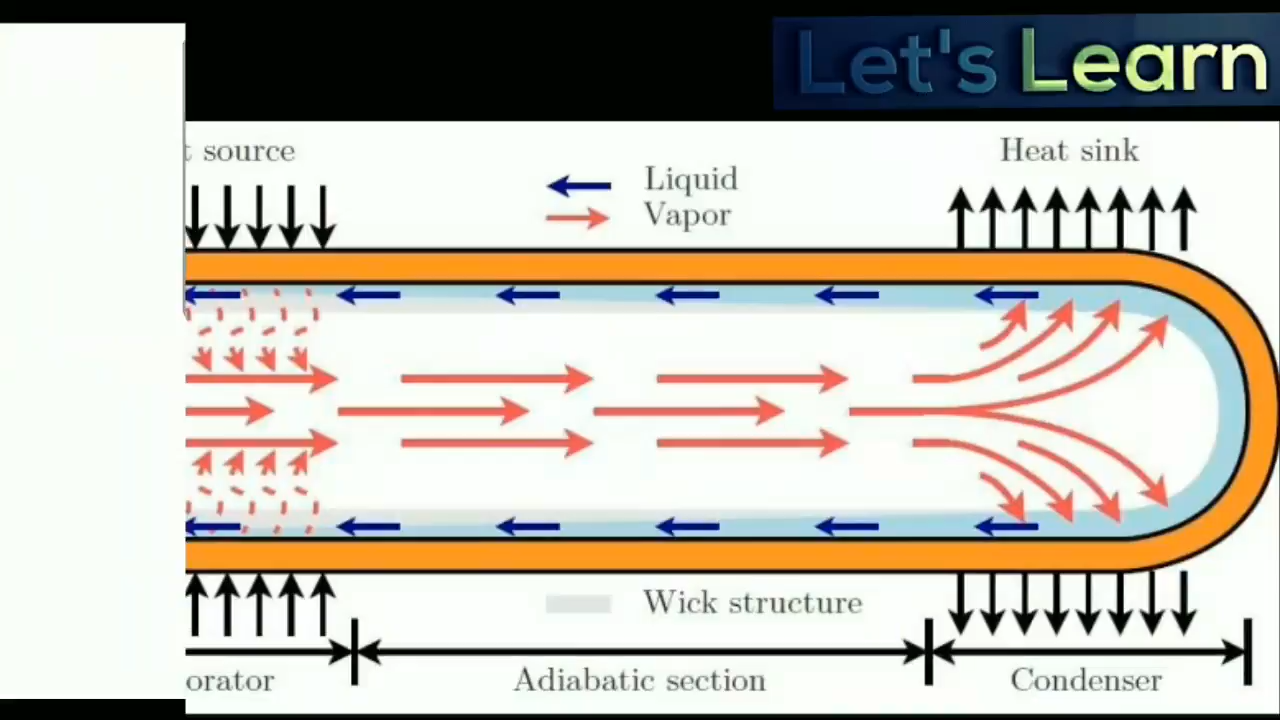 Let's Learn
t source
Heat sink
Liquid
Vapor
Wick structure
orator
Adiabatic section
Condenser